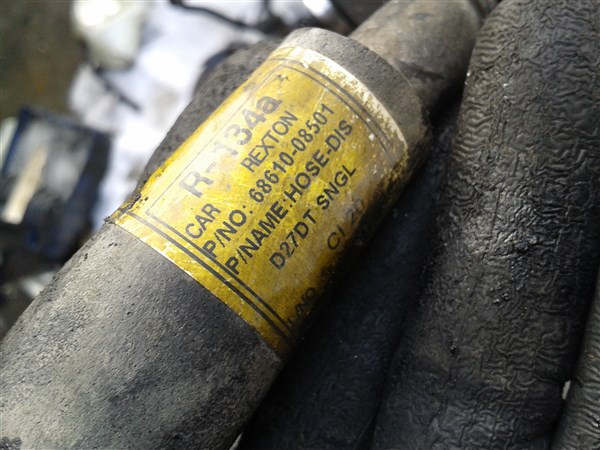 R-134a
CAR REXTON
P/NO: 68610-08501
P/NAME:HOSE-DIS
D27DT SNGL